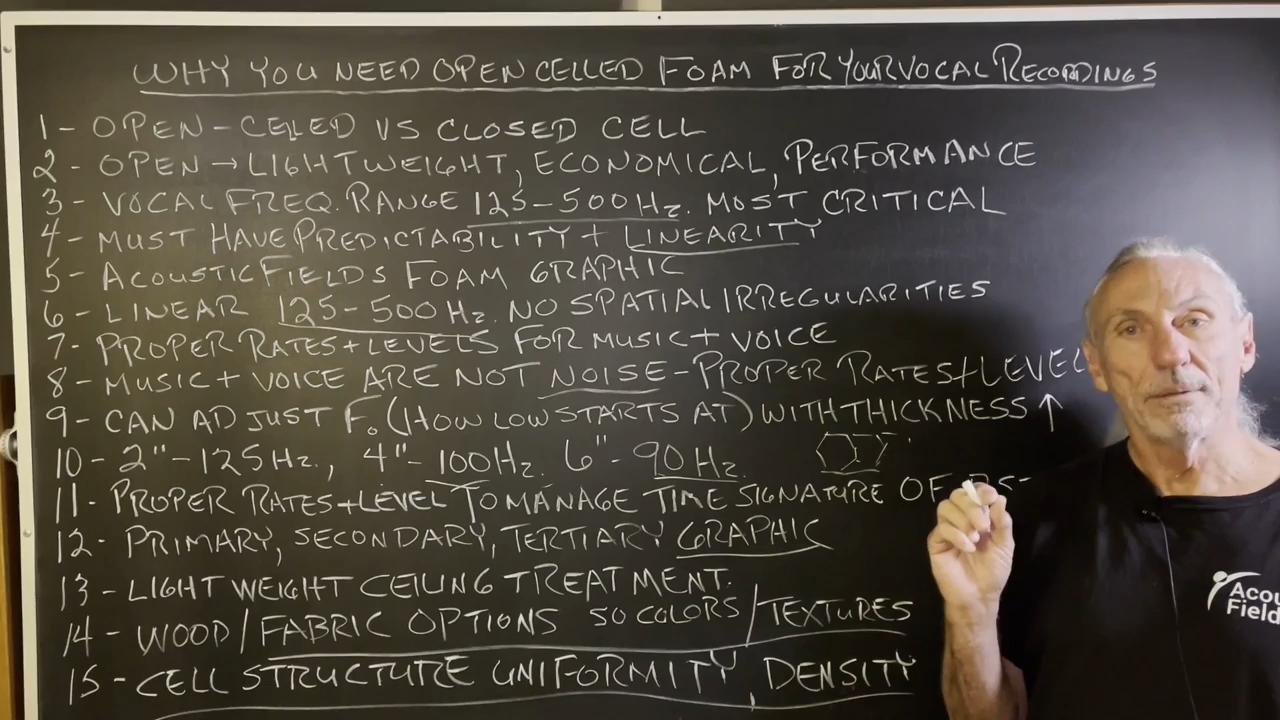 WHY YOU NEED OPEN CELLED FOAM FOR YOUR VOCAL RECORDINGS
1 - OPEN-CELLED VS CLOSED CELL
2 - OPEN → LIGHTWEIGHT, ECONOMICAL, PERFORMANCE
3 - VOCAL FREQ. RANGE 125-500 Hz. MOST CRITICAL
4 - MUST HAVE PREDICTABILITY + LINEARITY
5 - ACOUSTIC FIELDS FOAM GRAPHIC
6 - LINEAR 125-500 Hz NO SPATIAL IRREGULARITIES
7 - PROPER RATES + LEVELS FOR MUSIC + VOICE
8 - MUSIC + VOICE ARE NOT NOISE - PROPER RATES + LEVEL
9 - CAN ADJUST Fo (HOW LOW STARTS AT) WITH THICKNESS ↑
10 - 2" - 125 Hz., 4" - 100 Hz. 6" - 90 Hz.
11 - PROPER RATES + LEVEL TO MANAGE TIME SIGNATURE OF
12 - PRIMARY, SECONDARY, TERTIARY GRAPHIC
13 - LIGHT WEIGHT CEILING TREATMENT.
14 - WOOD / FABRIC OPTIONS 50 COLORS / TEXTURES
15 - CELL STRUCTURE UNIFORMITY, DENSITY
Acou
Field